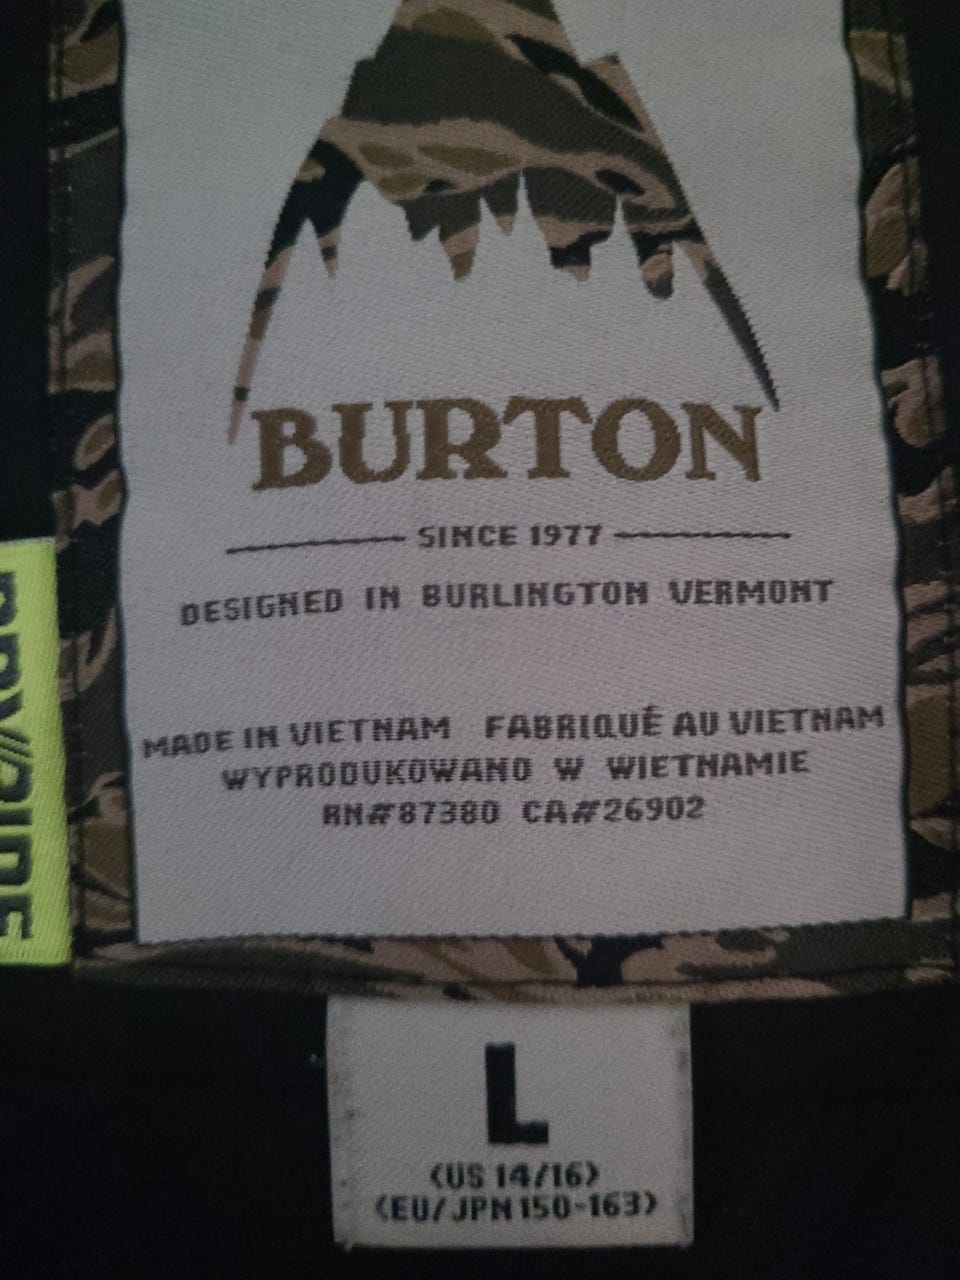 BURTON
SINCE 1977
DESIGNED IN BURLINGTON VERMONT
MADE IN VIETNAM FABRIQUÉ AU VIETNAM
WYPRODUKOWANO W WIETNAMIE
RN#87380 CA#26902
DRYRIDE
L
(US 14/16)
(EU/JPN 150-163)